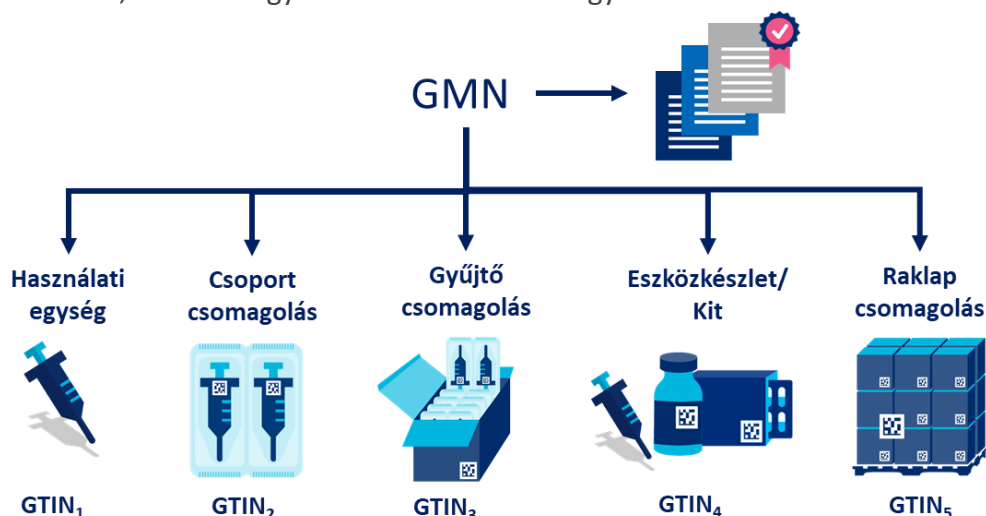 GMN
Használati
egység
Csoport
csomagolás
Gyűjtő
csomagolás
Eszközkészlet/
Kit
Raklap
csomagolás
GTIN₁
GTIN₂
GTIN₃
GTIN₄
GTIN₅